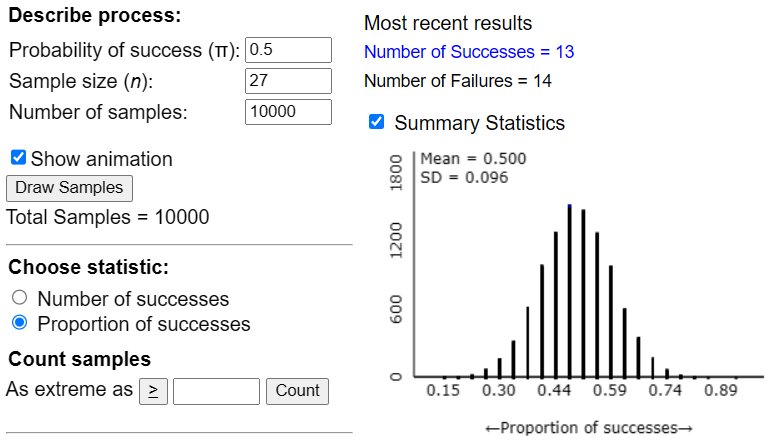 Describe process:
Probability of success (π): 0.5
Sample size (n): 27
Number of samples: 10000
Show animation
Draw Samples
Total Samples = 10000
Choose statistic:
Number of successes
Proportion of successes
Count samples
As extreme as ≥ Count
Most recent results
Number of Successes = 13
Number of Failures = 14
Summary Statistics
Mean = 0.500
SD = 0.096
1800
1200
600
0
0.15 0.30 0.44 0.59 0.74 0.89
←Proportion of successes→